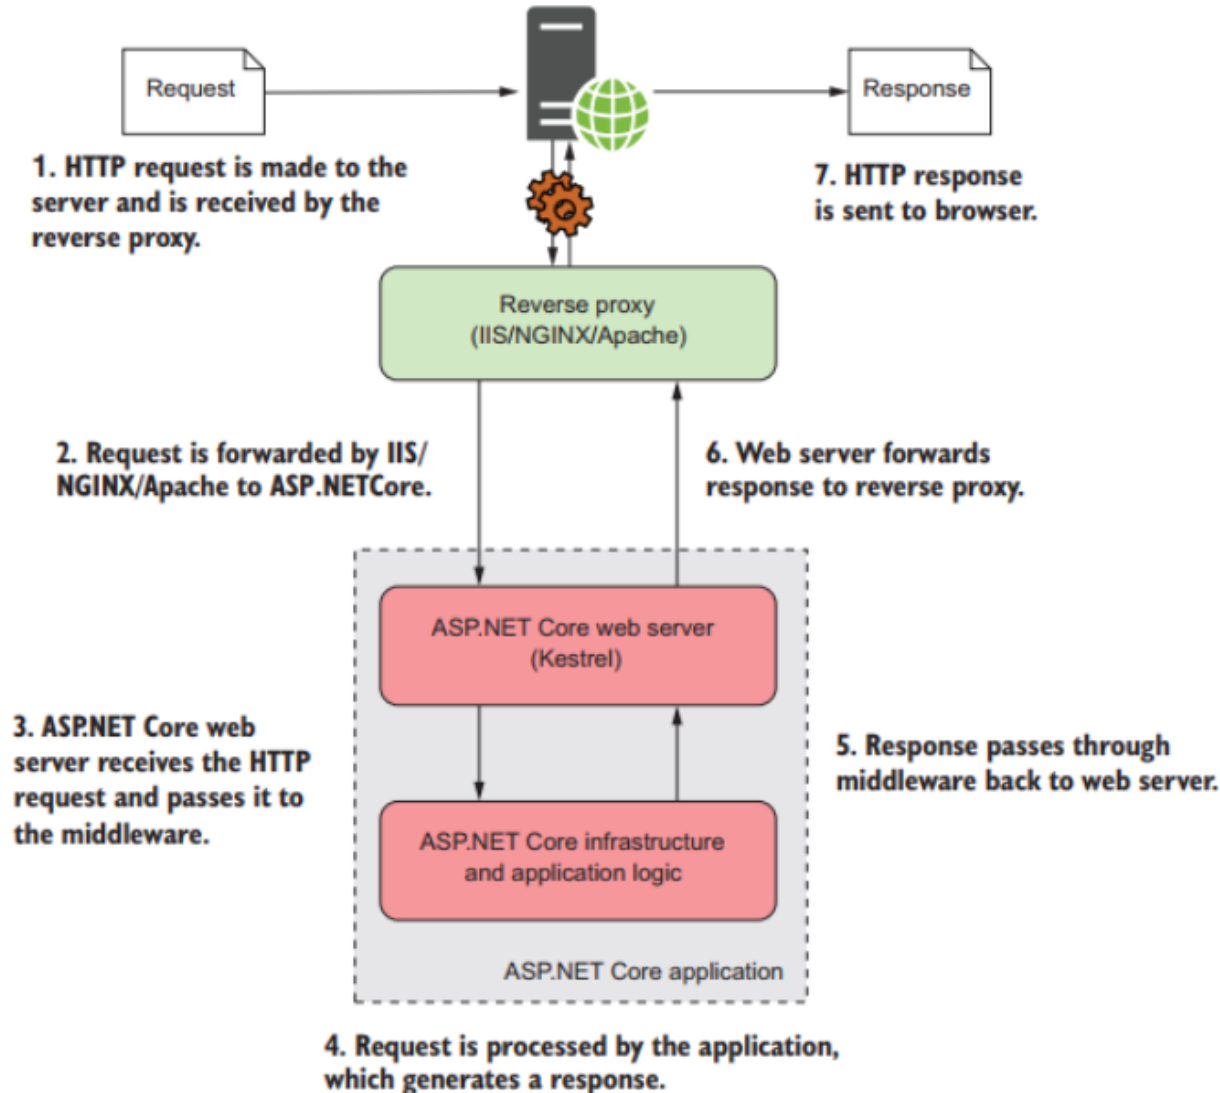 Request
Response
1. HTTP request is made to the
server and is received by the
reverse proxy.
7. HTTP response
is sent to browser.
Reverse proxy
(IIS/NGINX/Apache)
2. Request is forwarded by IIS/
NGINX/Apache to ASP.NETCore.
6. Web server forwards
response to reverse proxy.
ASP.NET Core web server
(Kestrel)
3. ASP.NET Core web
server receives the HTTP
request and passes it to
the middleware.
5. Response passes through
middleware back to web server.
ASP.NET Core infrastructure
and application logic
ASP.NET Core application
4. Request is processed by the application,
which generates a response.